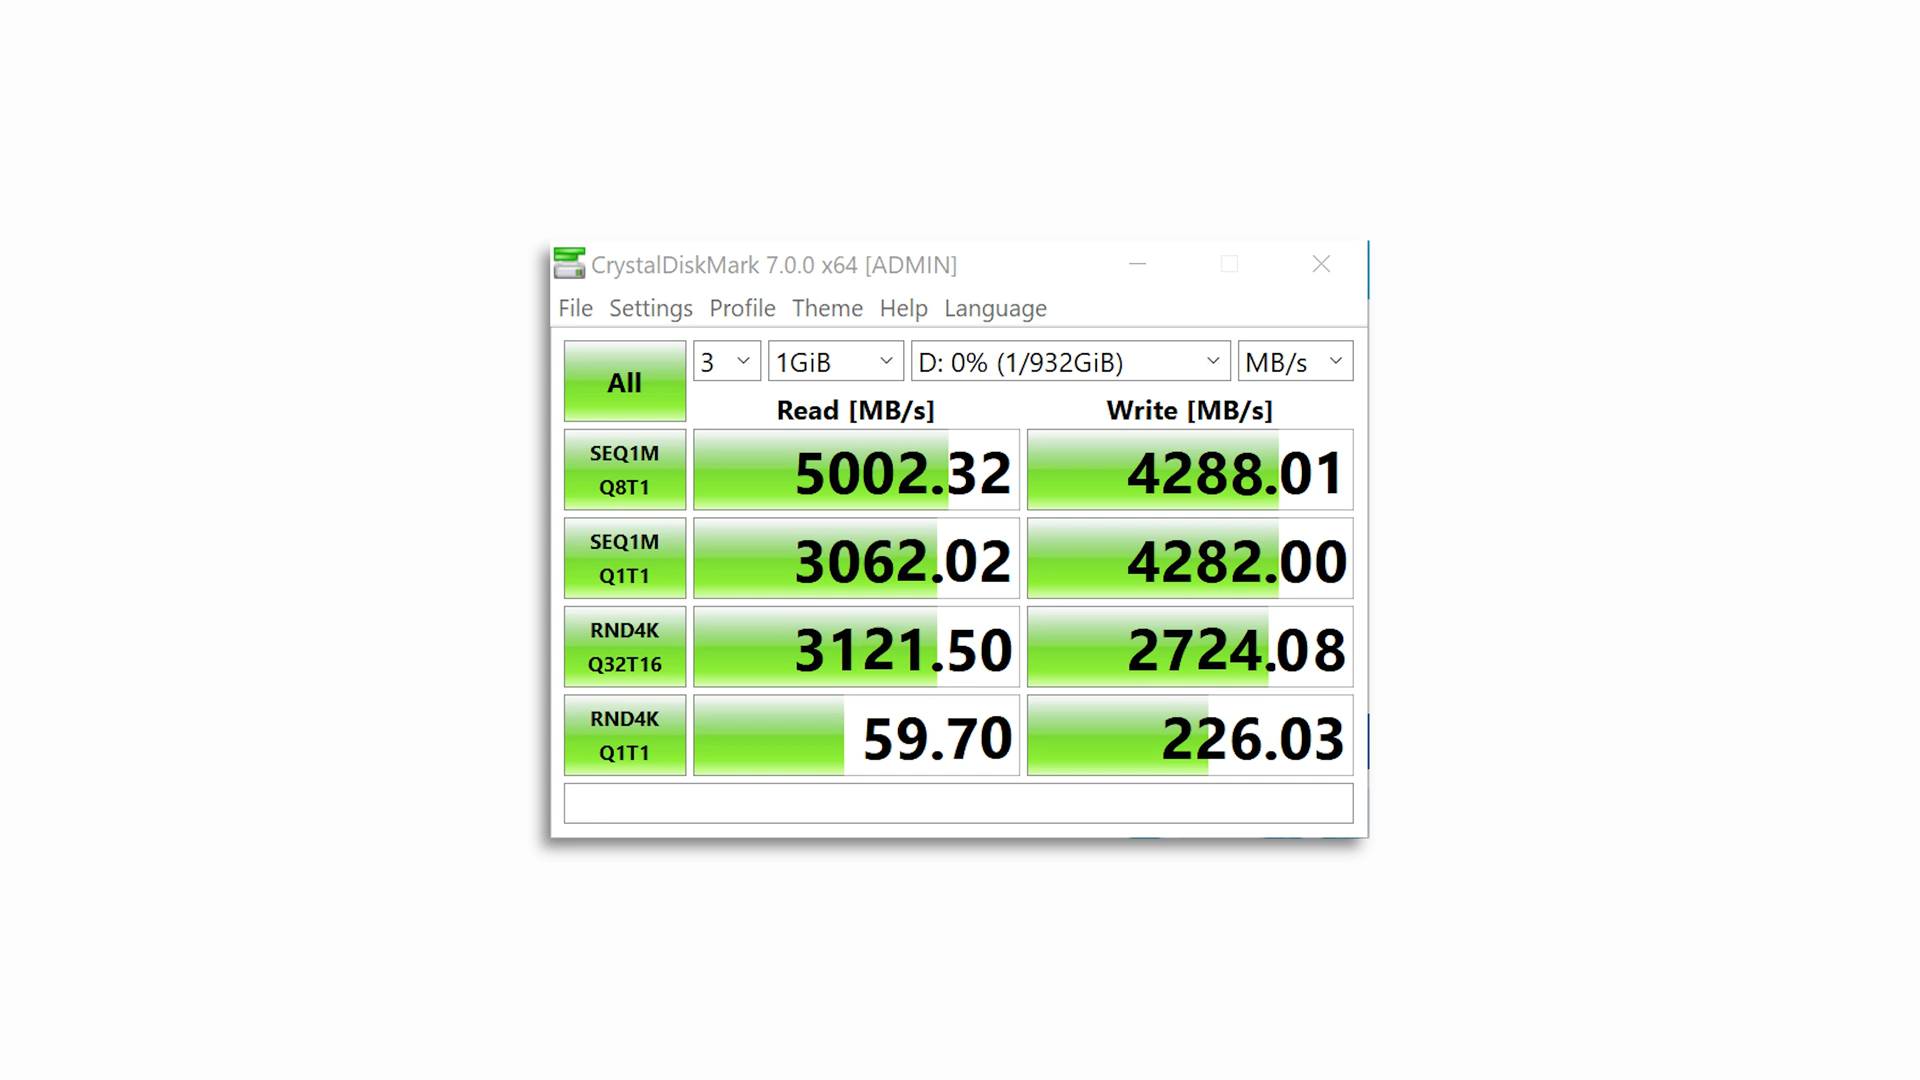 CrystalDiskMark 7.0.0 x64 [ADMIN]
File Settings Profile Theme Help Language
All 3 1GiB D: 0% (1/932GiB) MB/s
Read [MB/s] Write [MB/s]
SEQ1M
Q8T1
5002.32 4288.01
SEQ1M
Q1T1
3062.02 4282.00
RND4K
Q32T16
3121.50 2724.08
RND4K
Q1T1
59.70 226.03